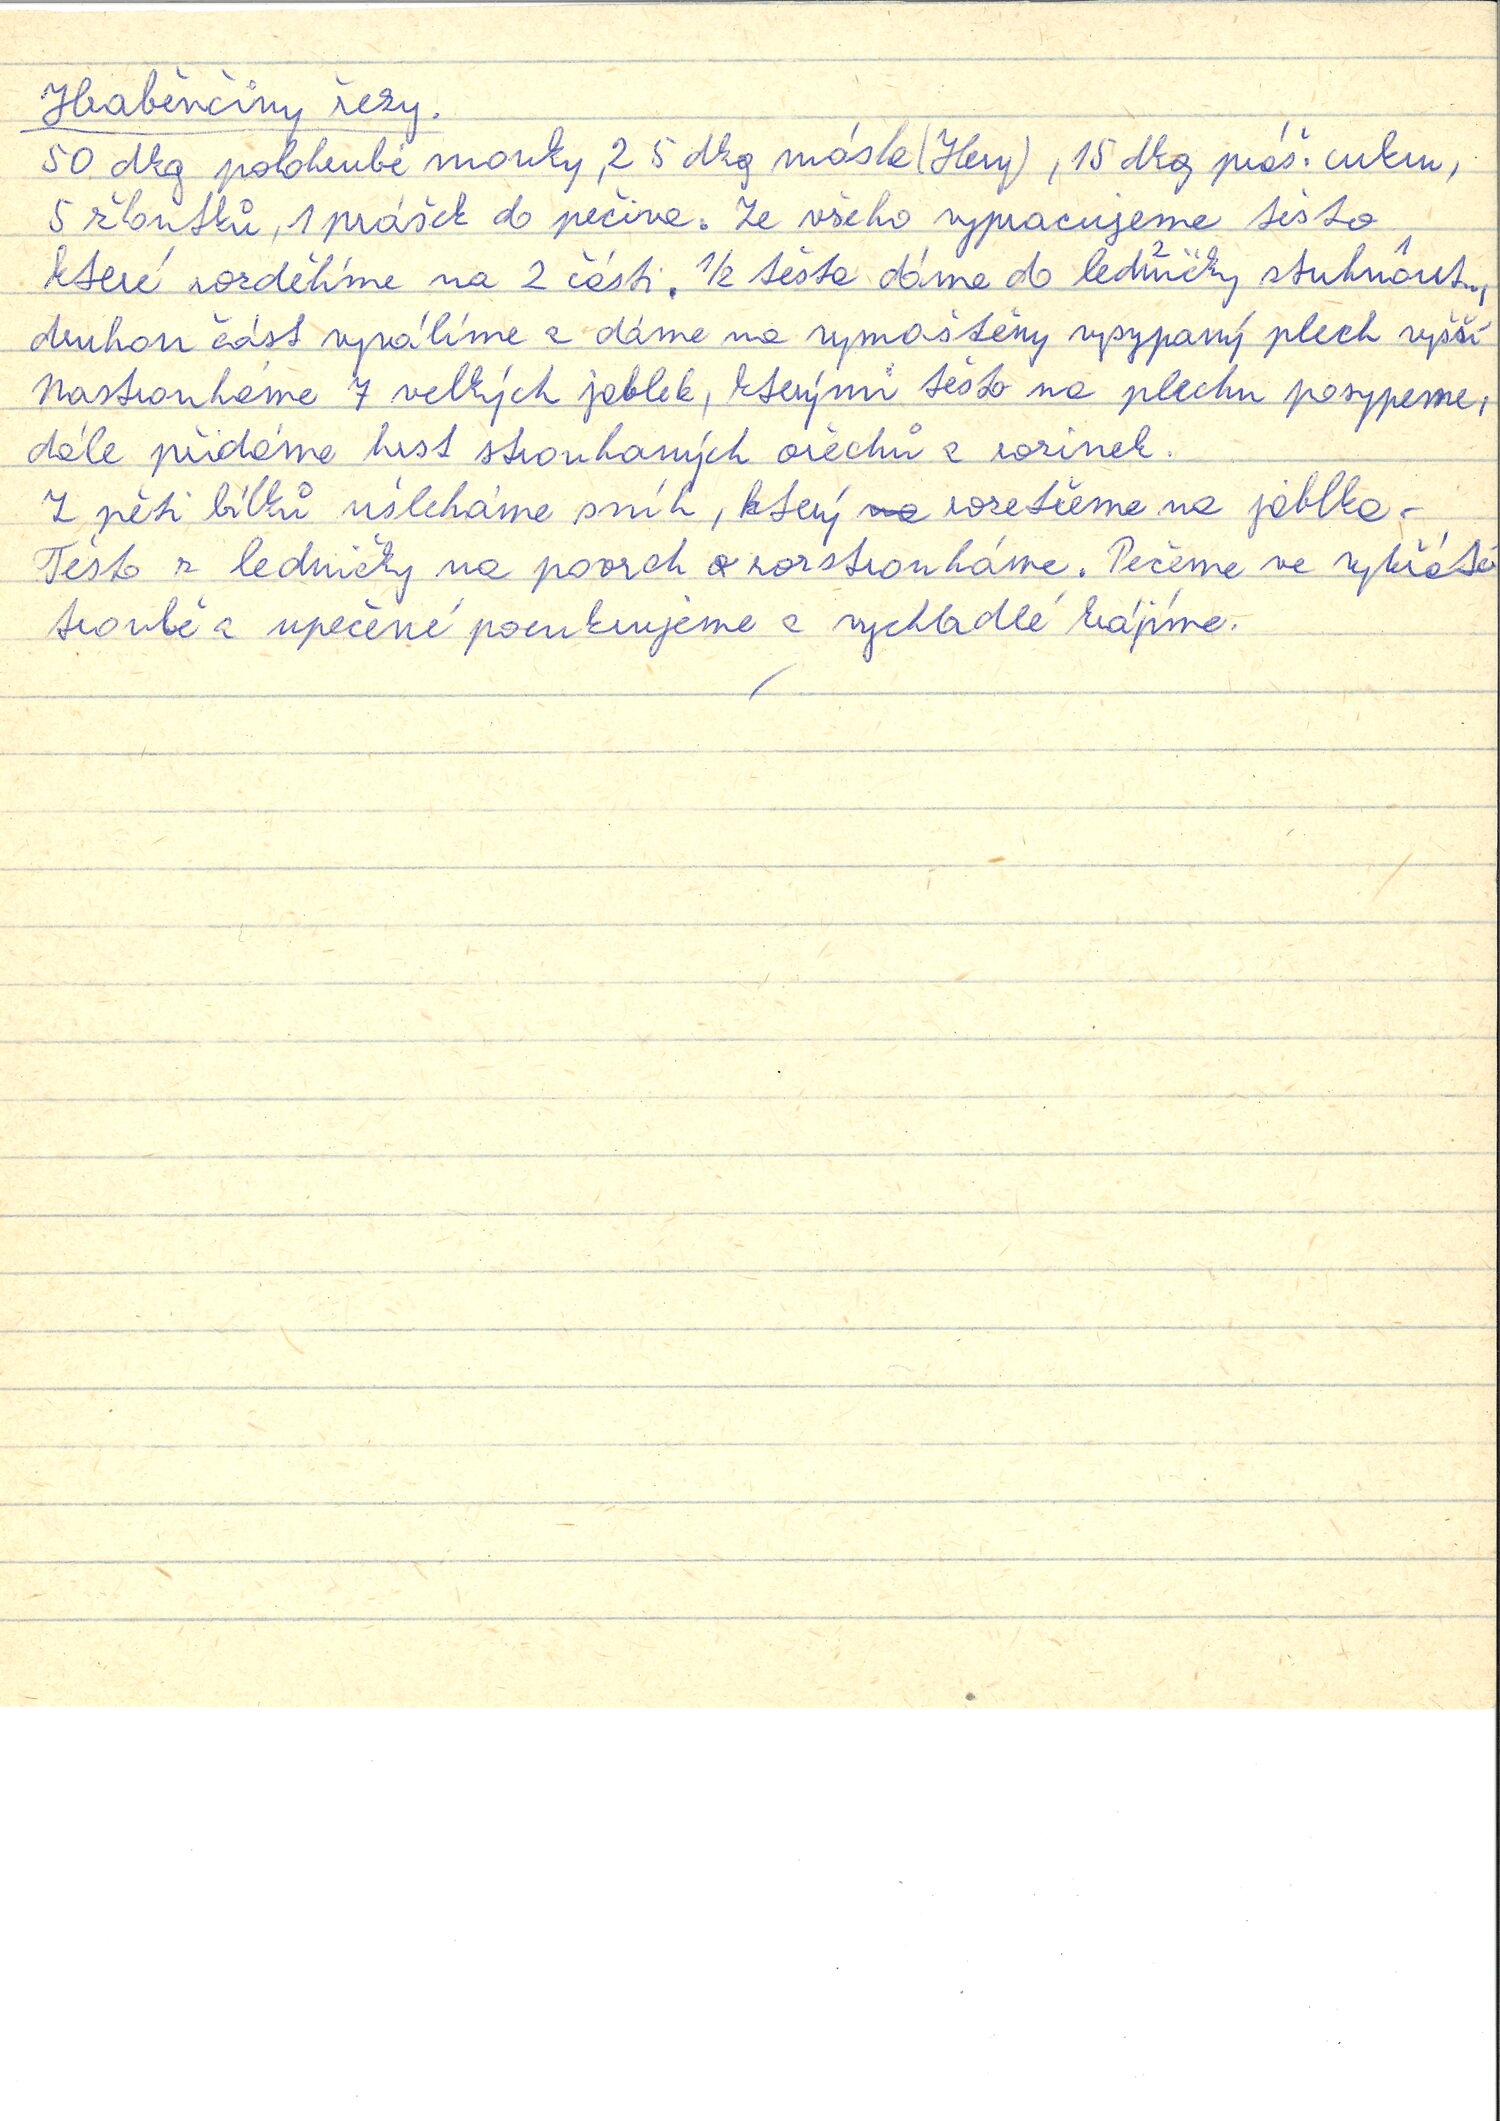 Hraběnčiny řezy.
50 dkg polohrubé mouky, 25 dkg másla (Hery), 15 dkg práš. cukru,
5 žloutků, 1 prášek do pečiva. Ze všeho vypracujeme těsto
které rozdělíme na 2 části. 1/2 těsta dáme do ledničky ztuhnout,
druhou část vyválíme a dáme na vymaštěny vysypaný plech vyšší
Nastrouháme 7 velkých jablek, kterými těsto na plechu posypeme,
dále přidáme hrst strouhaných ořechů a rozinek.
Z pěti bílků ušleháme sníh, který rozetřeme na jablka.
Těsto z ledničky na povrch rozstrouháme. Pečeme ve vyhřáté
troubě a upečené pocukrujeme a vychladlé krájíme.